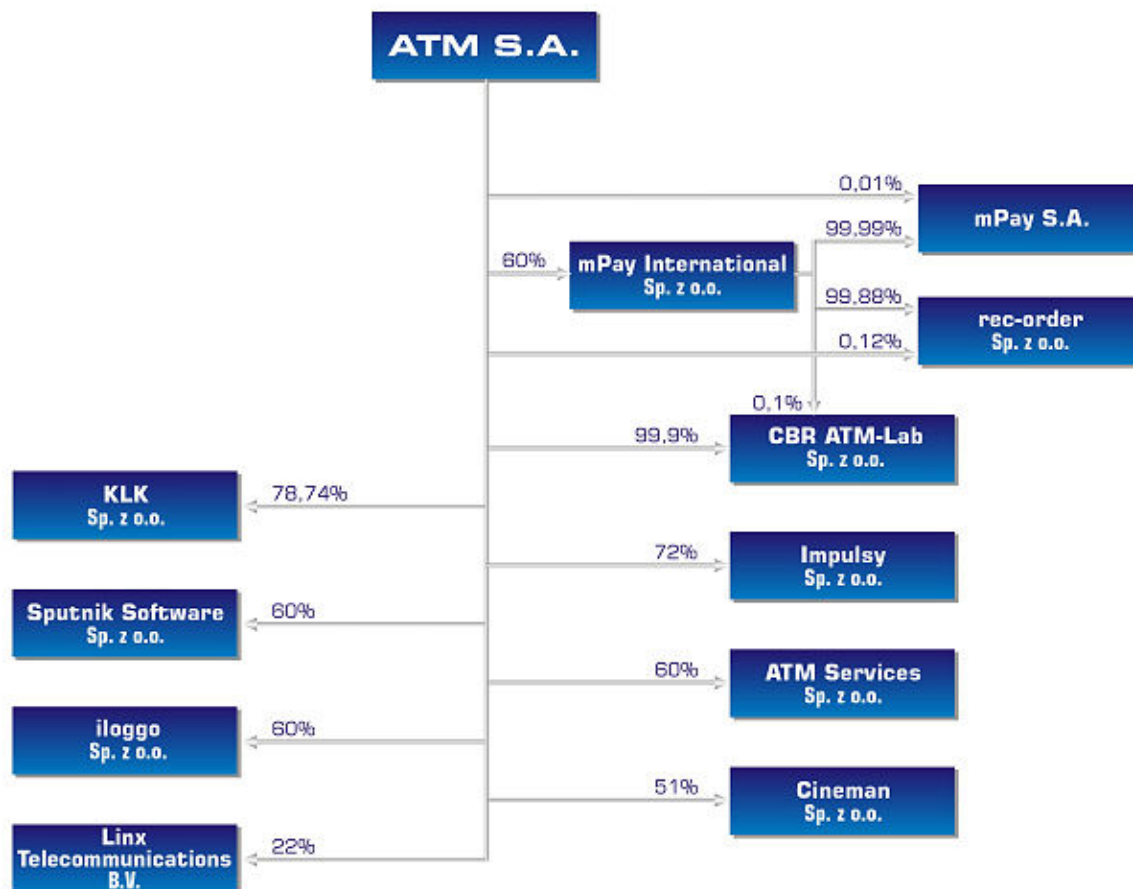 ATM S.A.
0,01%
mPay S.A.
99,99%
60%
mPay International
Sp. z o.o.
99,88%
rec-order
Sp. z o.o.
0,12%
0,1%
99,9%
CBR ATM-Lab
Sp. z o.o.
KLK
Sp. z o.o.
78,74%
72%
Impulsy
Sp. z o.o.
Sputnik Software
Sp. z o.o.
60%
60%
ATM Services
Sp. z o.o.
iloggo
Sp. z o.o.
60%
51%
Cineman
Sp. z o.o.
Linx
Telecommunications
B.V.
22%